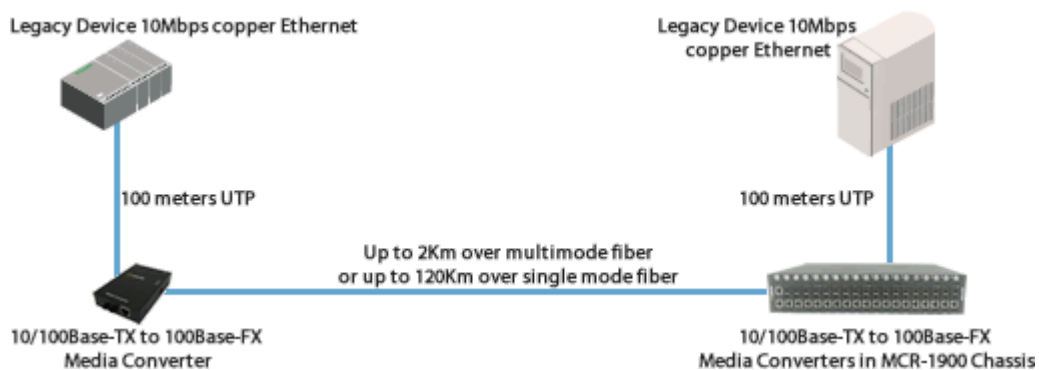 Legacy Device 10Mbps copper Ethernet
Legacy Device 10Mbps
copper Ethernet
100 meters UTP
100 meters UTP
Up to 2Km over multimode fiber
or up to 120Km over single mode fiber
10/100Base-TX to 100Base-FX
Media Converter
10/100Base-TX to 100Base-FX
Media Converters in MCR-1900 Chassis